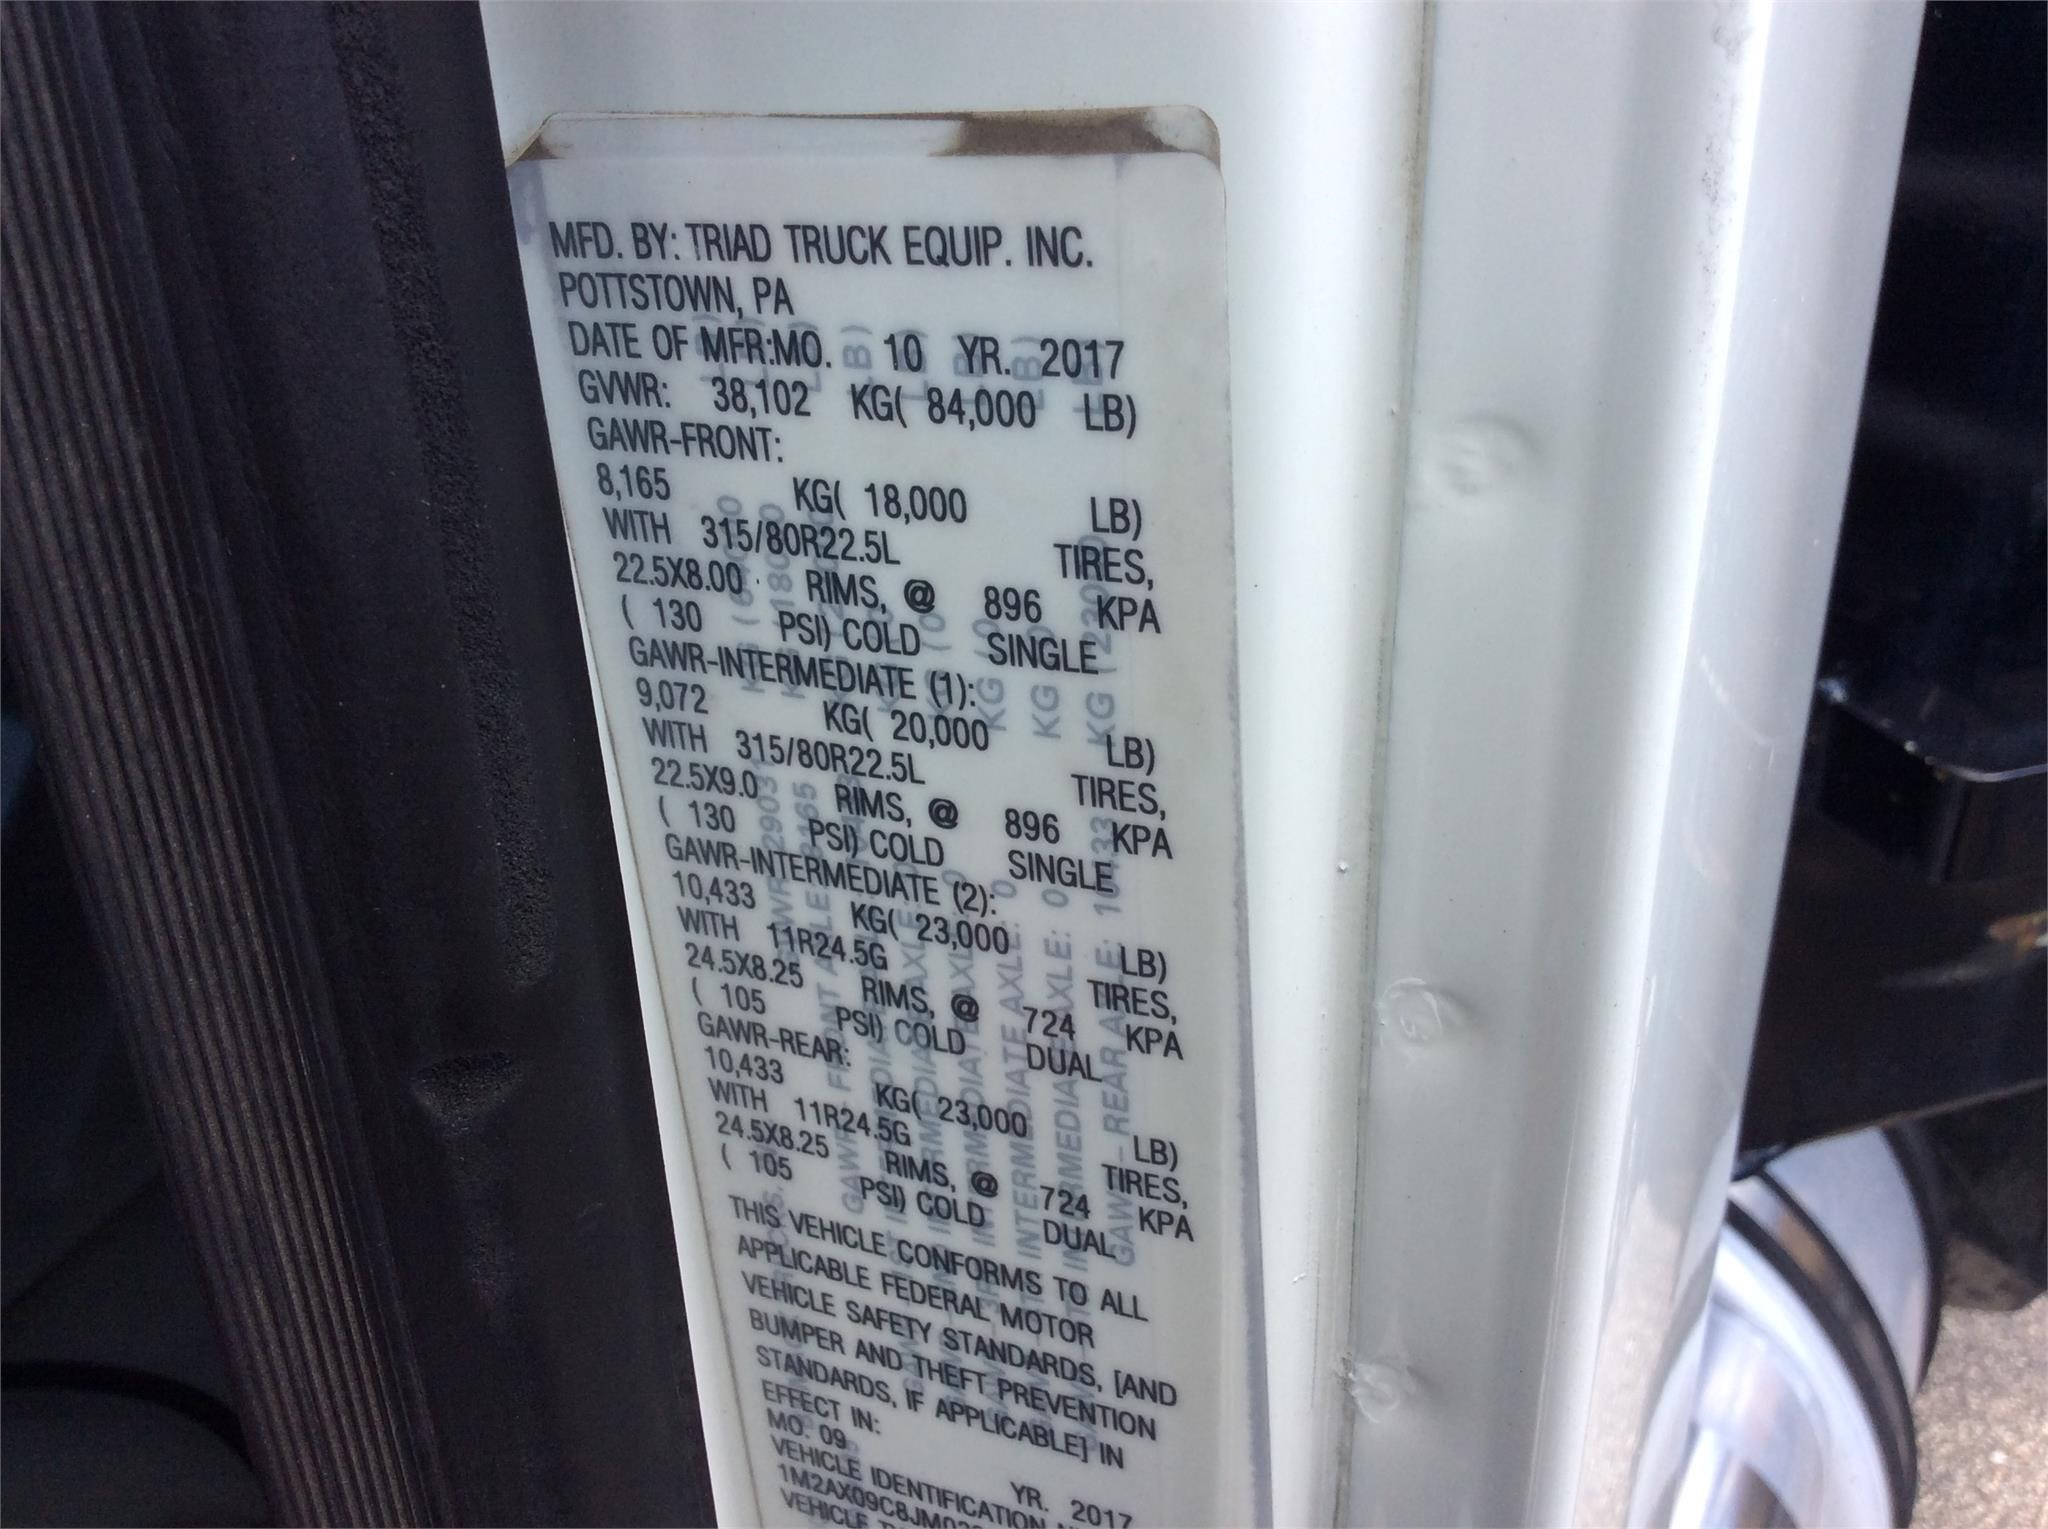 MFD. BY: TRIAD TRUCK EQUIP. INC.
POTTSTOWN, PA
DATE OF MFR:MO. 10 YR. 2017
GVWR: 38,102 KG( 84,000 LB)
GAWR-FRONT:
8,165 KG( 18,000 LB)
WITH 315/80R22.5L TIRES,
22.5X8.00 RIMS, @ 896 KPA
( 130 PSI) COLD SINGLE
GAWR-INTERMEDIATE (1):
9,072 KG( 20,000 LB)
WITH 315/80R22.5L TIRES,
22.5X9.0 RIMS, @ 896 KPA
( 130 PSI) COLD SINGLE
GAWR-INTERMEDIATE (2):
10,433 KG( 23,000 LB)
WITH 11R24.5G TIRES,
24.5X8.25 RIMS, @ 724 KPA
( 105 PSI) COLD DUAL
GAWR-REAR:
10,433 KG( 23,000 LB)
WITH 11R24.5G TIRES,
24.5X8.25 RIMS, @ 724 KPA
( 105 PSI) COLD DUAL
THIS VEHICLE CONFORMS TO ALL
APPLICABLE FEDERAL MOTOR
VEHICLE SAFETY STANDARDS, [AND
BUMPER AND THEFT PREVENTION
STANDARDS, IF APPLICABLE] IN
EFFECT IN:
MO. 09 YR. 2017
VEHICLE IDENTIFICATION
VEHICLE